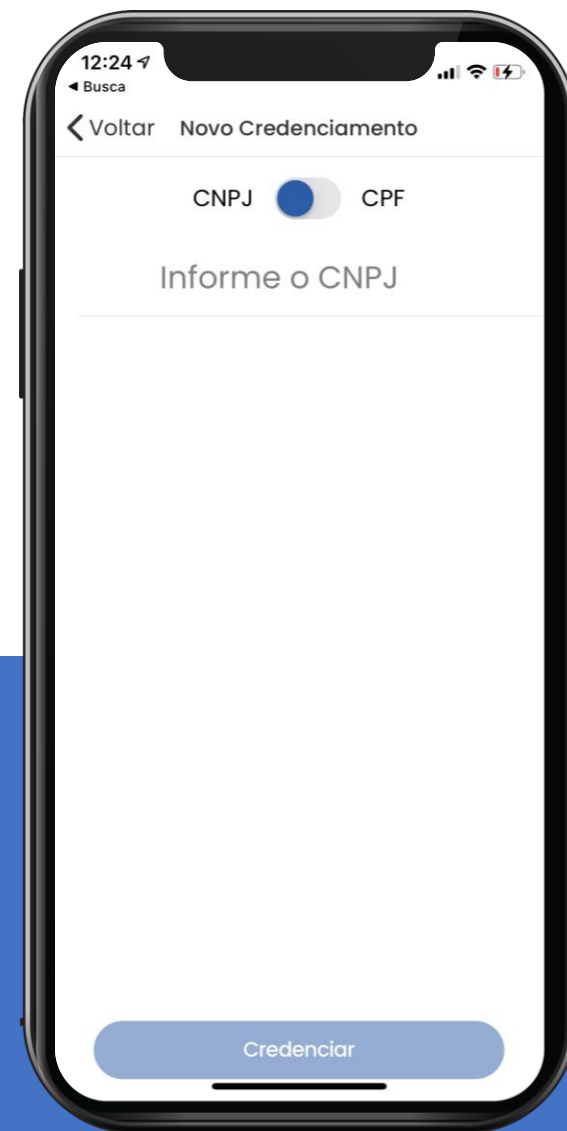 12:24
Busca
Voltar Novo Credenciamento
CNPJ CPF
Informe o CNPJ
Credenciar